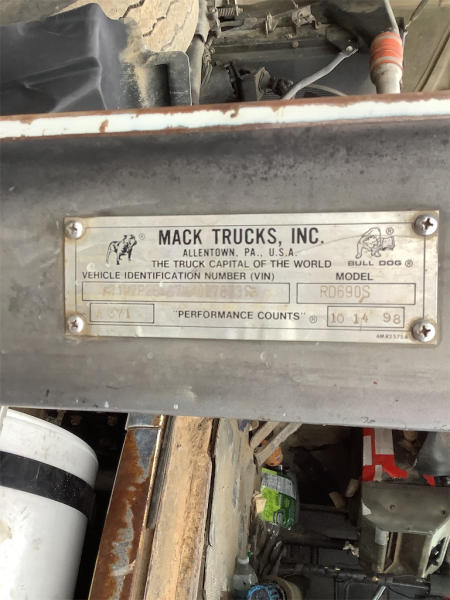 MACK TRUCKS, INC.
ALLENTOWN, PA., U.S.A.
THE TRUCK CAPITAL OF THE WORLD
BULL DOG ®
VEHICLE IDENTIFICATION NUMBER (VIN)
MODEL
RD690S
"PERFORMANCE COUNTS" ®
10 14 98